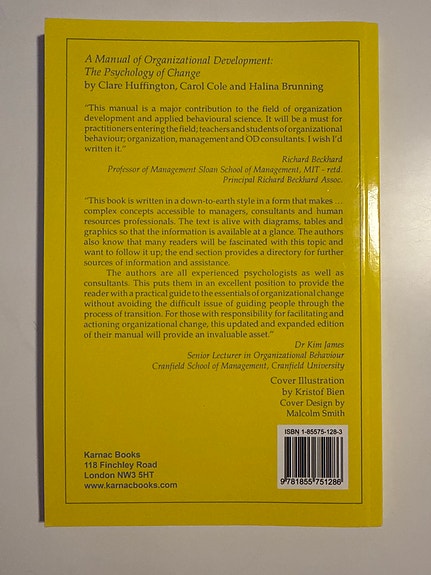 A Manual of Organizational Development:
The Psychology of Change
by Clare Huffington, Carol Cole and Halina Brunning
"This manual is a major contribution to the field of organization
development and applied behavioural science. It will be a must for
practitioners entering the field; teachers and students of organizational
behaviour; organization, management and OD consultants. I wish I'd
written it."
Richard Beckhard
Professor of Management Sloan School of Management, MIT - retd.
Principal Richard Beckhard Assoc.
"This book is written in a down-to-earth style in a form that makes ...
complex concepts accessible to managers, consultants and human
resources professionals. The text is alive with diagrams, tables and
graphics so that the information is available at a glance. The authors
also know that many readers will be fascinated with this topic and
want to follow it up; the end section provides a directory for further
sources of information and assistance.
The authors are all experienced psychologists as well as
consultants. This puts them in an excellent position to provide the
reader with a practical guide to the essentials of organizational change
without avoiding the difficult issue of guiding people through the
process of transition. For those with responsibility for facilitating and
actioning organizational change, this updated and expanded edition
of their manual will provide an invaluable asset."
Dr Kim James
Senior Lecturer in Organizational Behaviour
Cranfield School of Management, Cranfield University
Cover Illustration
by Kristof Bien
Cover Design by
Malcolm Smith
ISBN 1-85575-128-3
9 781855 751286
Karnac Books
118 Finchley Road
London NW3 5HT
www.karnacbooks.com